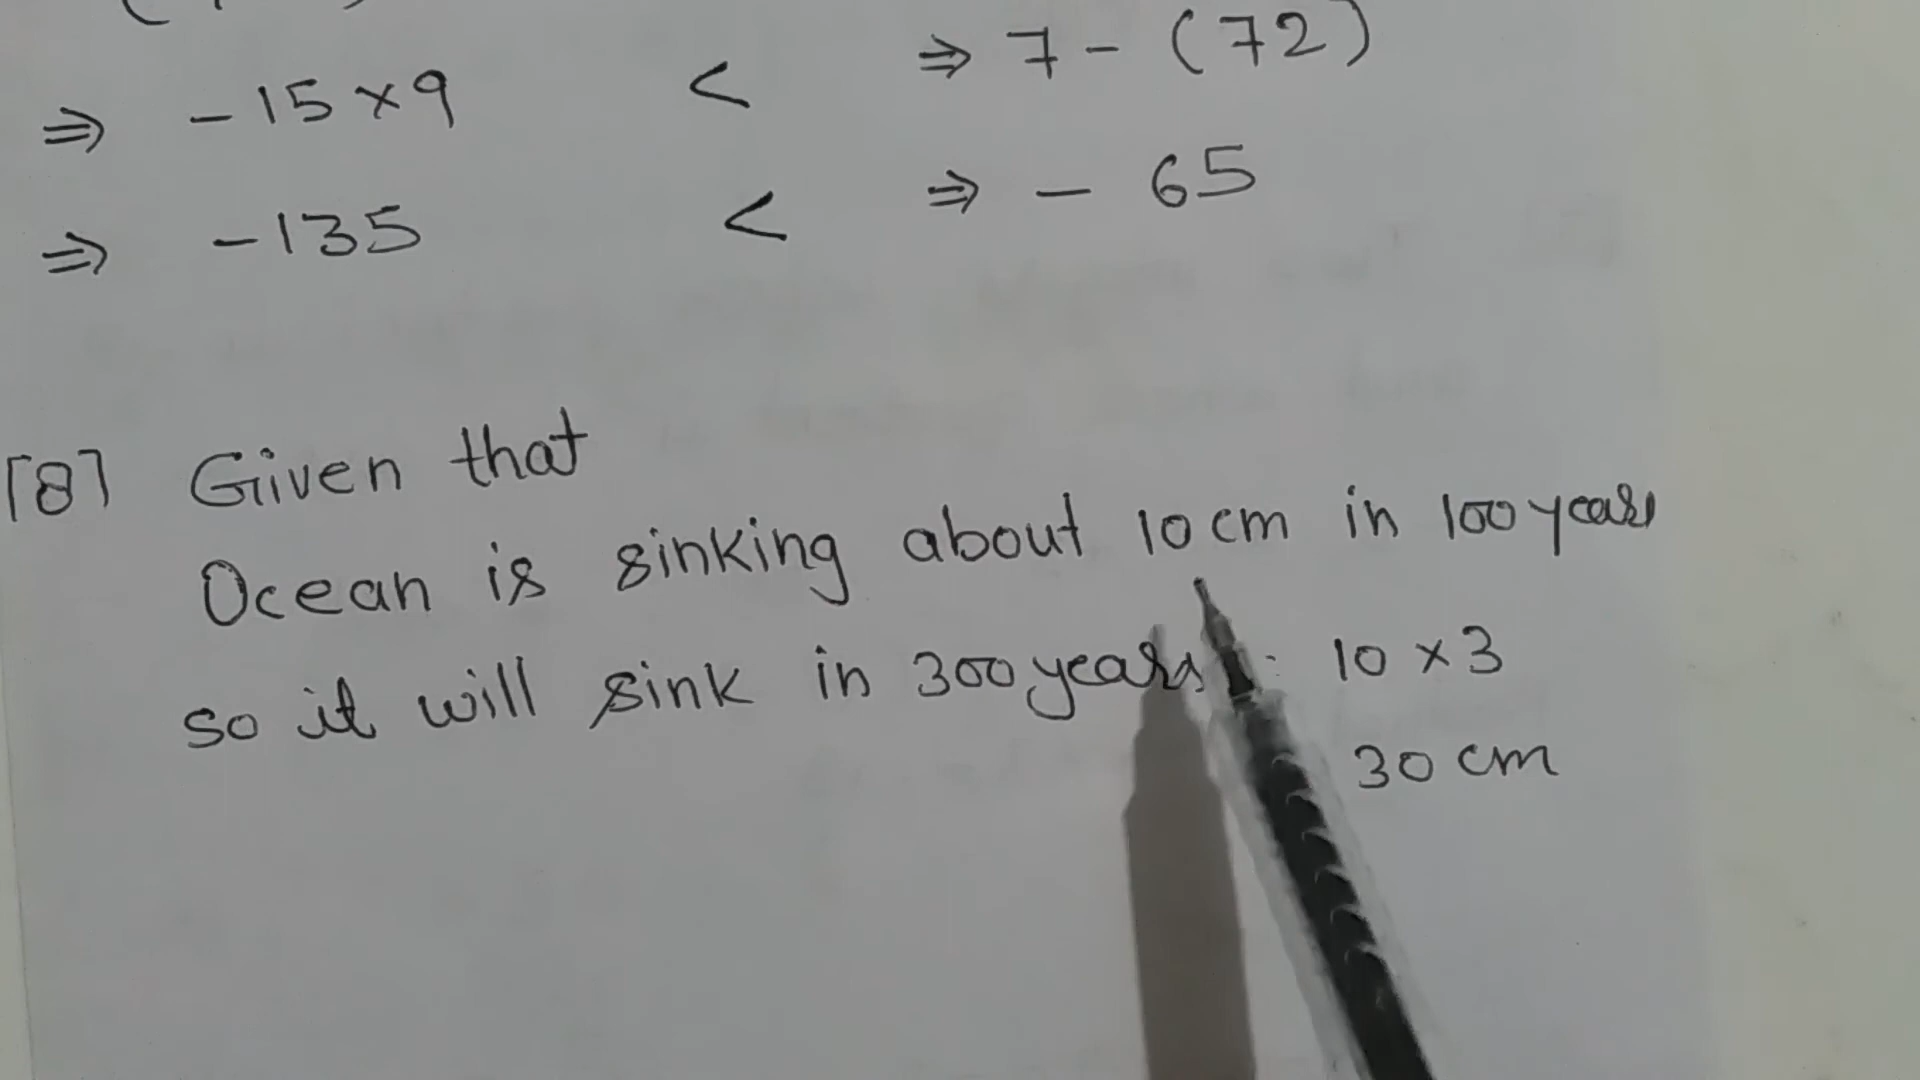 ⇒ -15 × 9 < ⇒ 7 - (72)
⇒ -135 < ⇒ - 65
[8] Given that
Ocean is sinking about 10 cm in 100 years
so it will sink in 300 years : 10 × 3
30 cm